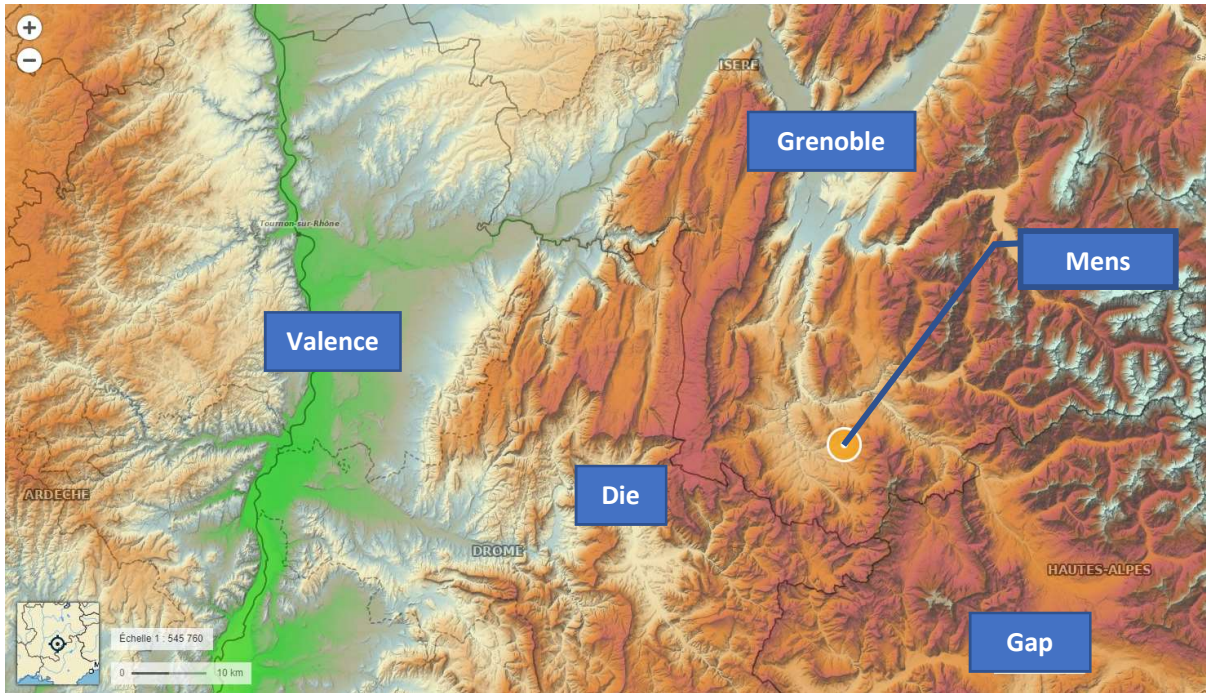 +
−
ISERE
Grenoble
Tournon-sur-Rhône
Mens
Valence
Die
ARDECHE
DROME
HAUTES-ALPES
Gap
Échelle 1 : 545 760
0 10 km